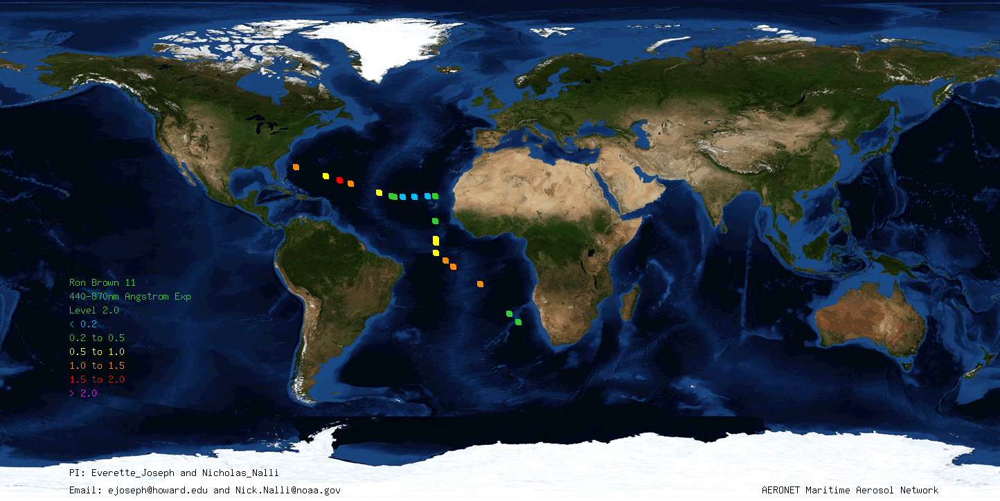 Ron Brown 11
440-870nm Angstrom Exp
Level 2.0
< 0.2
0.2 to 0.5
0.5 to 1.0
1.0 to 1.5
1.5 to 2.0
> 2.0
PI: Everette_Joseph and Nicholas_Nalli
Email: ejoseph@howard.edu and Nick.Nalli@noaa.gov
AERONET Maritime Aerosol Network